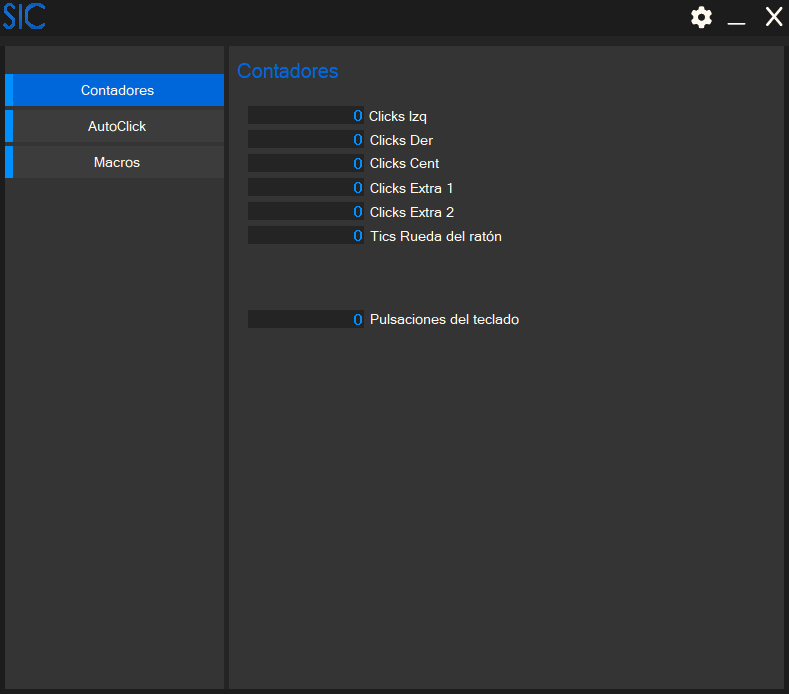 SIC
Contadores
AutoClick
Macros
Contadores
0 Clicks Izq
0 Clicks Der
0 Clicks Cent
0 Clicks Extra 1
0 Clicks Extra 2
0 Tics Rueda del ratón
0 Pulsaciones del teclado